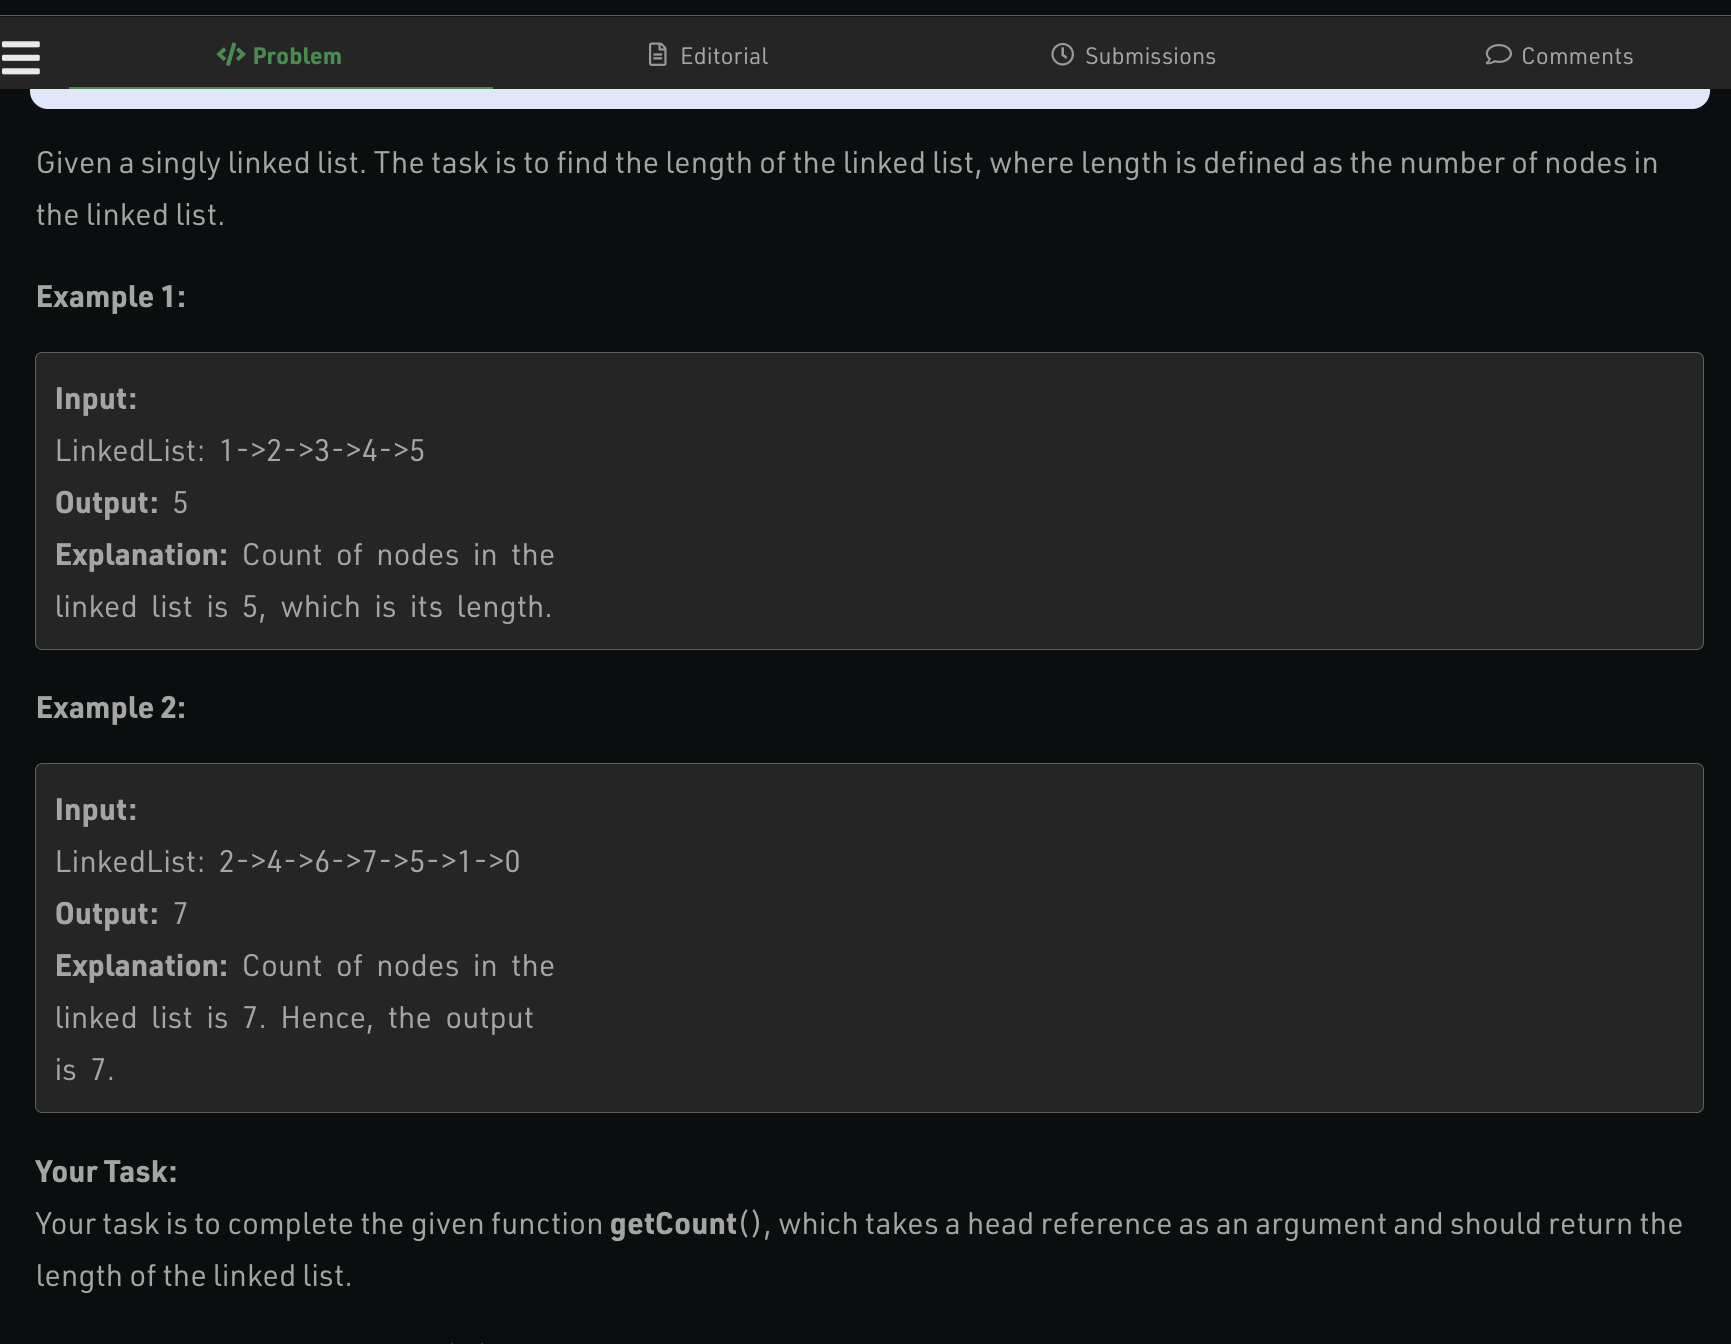 </> Problem
Editorial
Submissions
Comments
Given a singly linked list. The task is to find the length of the linked list, where length is defined as the number of nodes in
the linked list.
Example 1:
Input:
LinkedList: 1->2->3->4->5
Output: 5
Explanation: Count of nodes in the
linked list is 5, which is its length.
Example 2:
Input:
LinkedList: 2->4->6->7->5->1->0
Output: 7
Explanation: Count of nodes in the
linked list is 7. Hence, the output
is 7.
Your Task:
Your task is to complete the given function getCount(), which takes a head reference as an argument and should return the
length of the linked list.